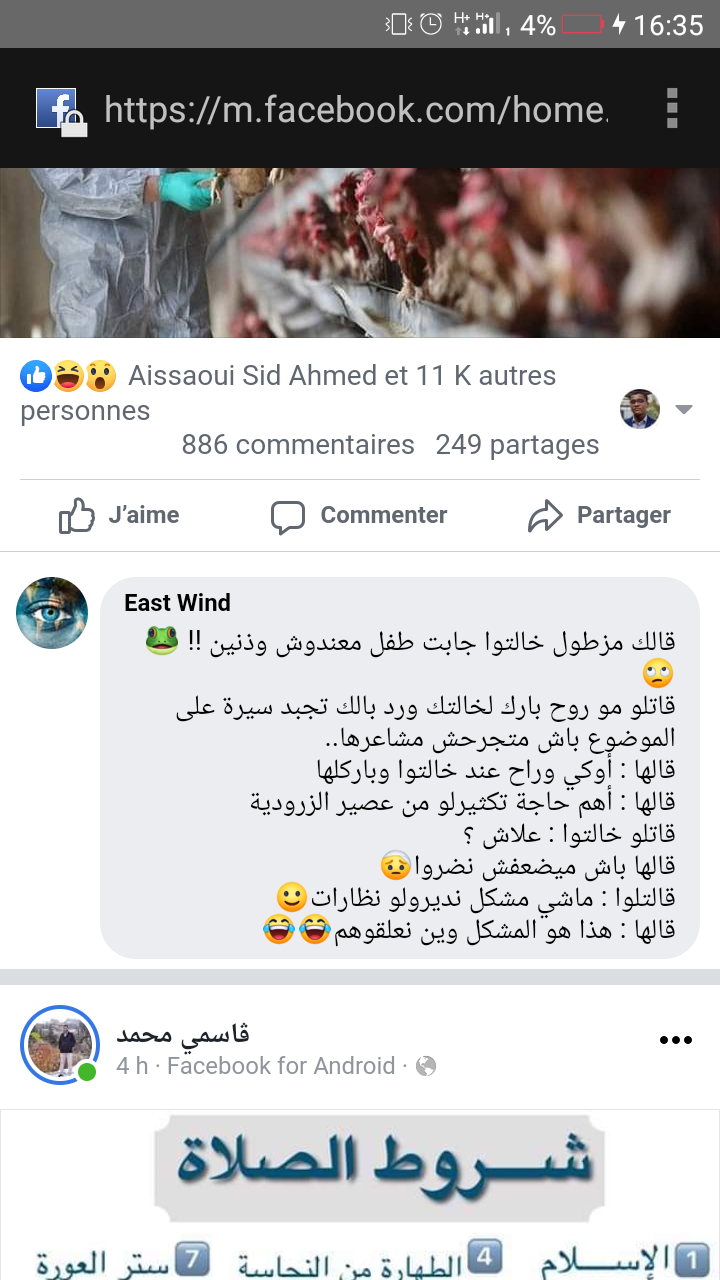 4% 16:35
https://m.facebook.com/home.
Aissaoui Sid Ahmed et 11 K autres
personnes
886 commentaires 249 partages
J’aime Commenter Partager
East Wind
قالك مزطول خالتوا جابت طفل معندوش وذنين !! 🐸
🙄
قاتلو مو روح بارك لخالتك ورد بالك تجبد سيرة على
الموضوع باش متجرحش مشاعرها..
قالها : أوكي وراح عند خالتوا وباركلها
قالها : أهم حاجة تكثيرلو من عصير الزرودية
قاتلو خالتوا : علاش ؟
قالها باش ميضعفش نضروا🤕
قالتلوا : ماشي مشكل نديرولو نظارات🙂
قالها : هذا هو المشكل وين نعلقوهم😂😂
ڤاسمي محمد
4 h · Facebook for Android ·
شـروط الصلاة
1 الإسـلام 4 الطهارة من النحاسة 7 ستر العورة